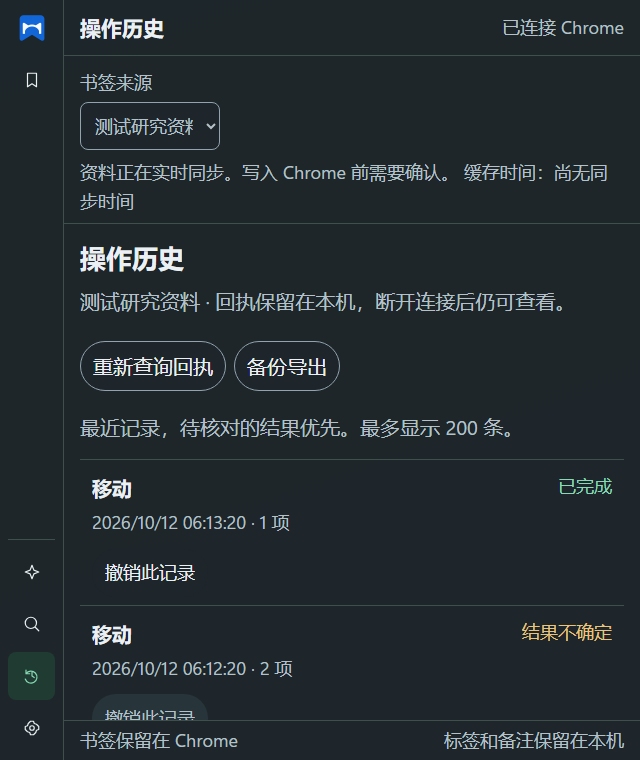 操作历史
已连接 Chrome
书签来源
测试研究资料
资料正在实时同步。写入 Chrome 前需要确认。 缓存时间：尚无同
步时间
操作历史
测试研究资料 · 回执保留在本机，断开连接后仍可查看。
重新查询回执
备份导出
最近记录，待核对的结果优先。最多显示 200 条。
移动
已完成
2026/10/12 06:13:20 · 1 项
撤销此记录
移动
结果不确定
2026/10/12 06:12:20 · 2 项
撤销此记录
书签保留在 Chrome
标签和备注保留在本机